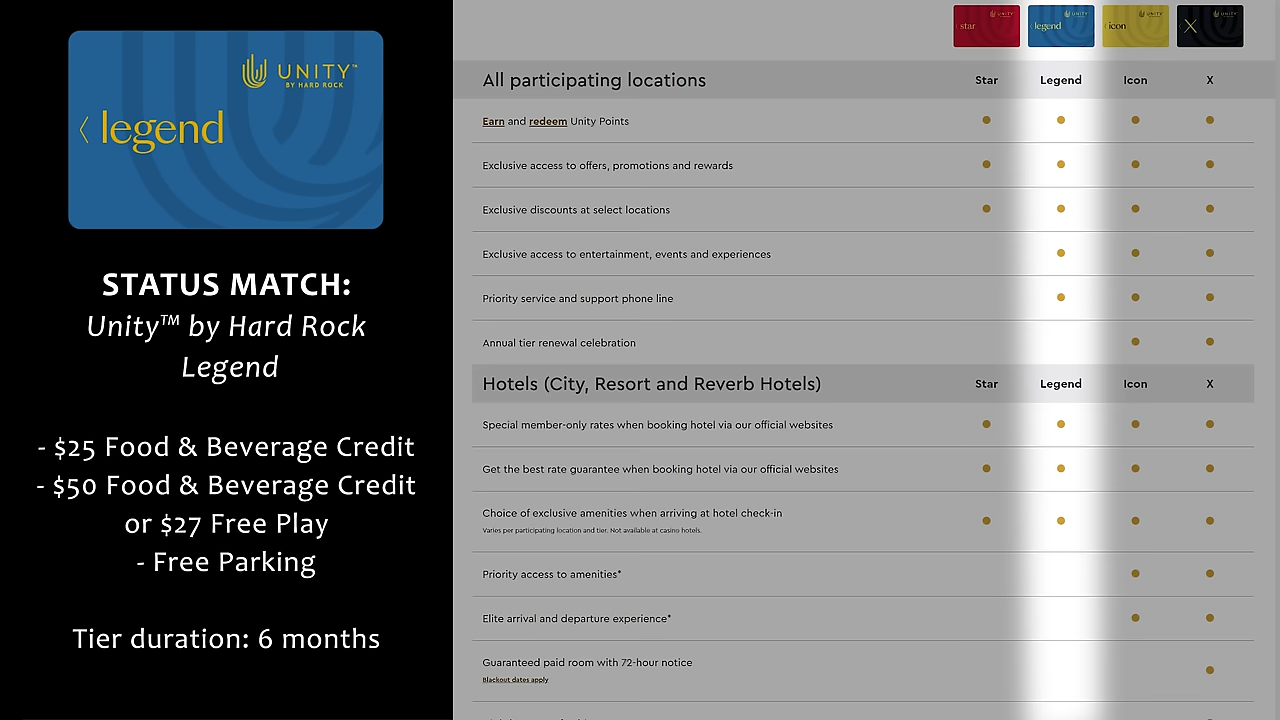 UNITY™
BY HARD ROCK
legend
STATUS MATCH:
Unity™ by Hard Rock
Legend
- $25 Food & Beverage Credit
- $50 Food & Beverage Credit
or $27 Free Play
- Free Parking
Tier duration: 6 months
star UNITY legend UNITY icon UNITY X UNITY
All participating locations Star Legend Icon X
Earn and redeem Unity Points
Exclusive access to offers, promotions and rewards
Exclusive discounts at select locations
Exclusive access to entertainment, events and experiences
Priority service and support phone line
Annual tier renewal celebration
Hotels (City, Resort and Reverb Hotels) Star Legend Icon X
Special member-only rates when booking hotel via our official websites
Get the best rate guarantee when booking hotel via our official websites
Choice of exclusive amenities when arriving at hotel check-in
Varies per participating location and tier. Not available at casino hotels.
Priority access to amenities*
Elite arrival and departure experience*
Guaranteed paid room with 72-hour notice
Blackout dates apply